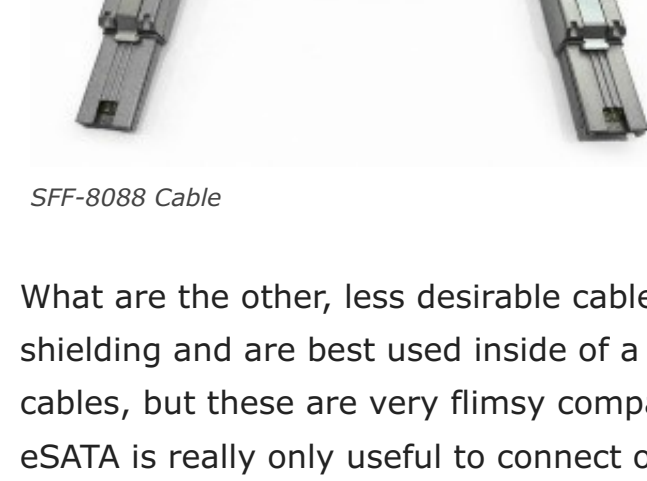 SFF-8088 Cable
What are the other, less desirable cable
shielding and are best used inside of a
cables, but these are very flimsy compa
eSATA is really only useful to connect o